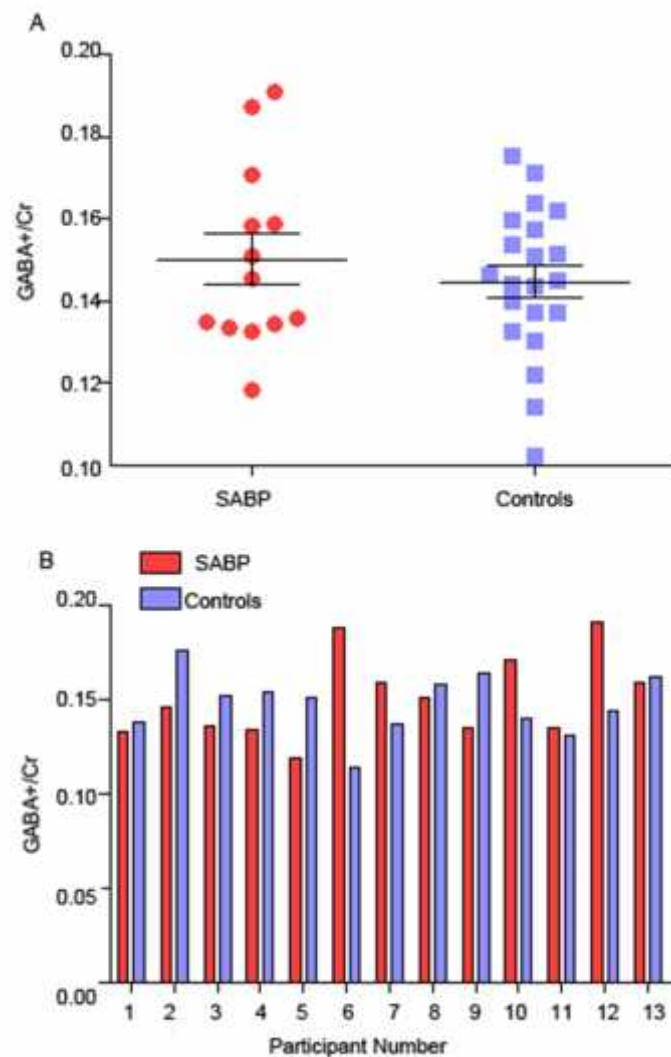 A
0.20
0.18
0.16
0.14
0.12
0.10
GABA+/Cr
SABP Controls
B
SABP
Controls
0.20
0.15
0.10
0.05
0.00
GABA+/Cr
1 2 3 4 5 6 7 8 9 10 11 12 13
Participant Number